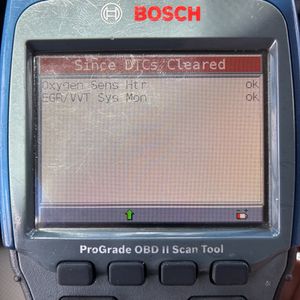 BOSCH
Since DTCs Cleared
Oxygen Sens Htr ok
EGR/VVT Sys Mon ok
ProGrade OBD II Scan Tool